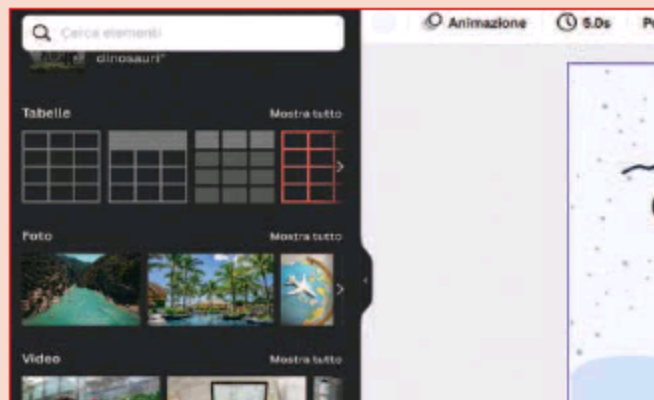 Cerca elementi
Animazione
5.0s
dinosauri"
Tabelle
Mostra tutto
Foto
Mostra tutto
Video
Mostra tutto